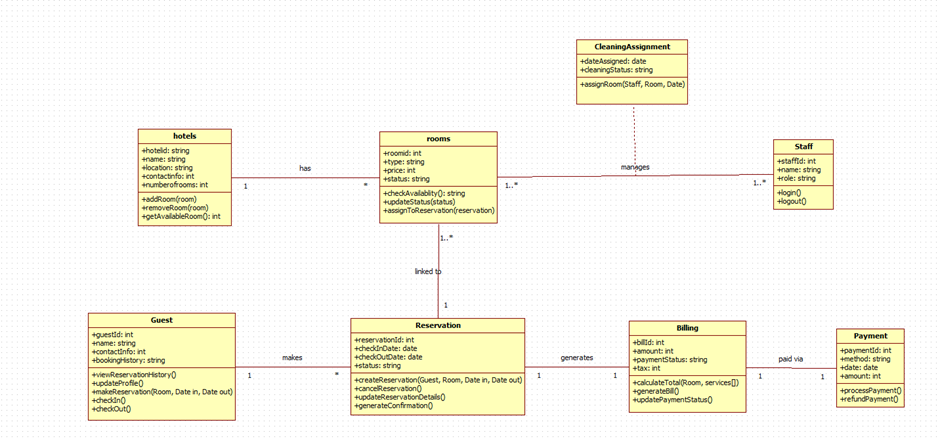 CleaningAssignment
+dateAssigned: date
+cleaningStatus: string
+assignRoom(Staff, Room, Date)
hotels
+hotelid: string
+name: string
+location: string
+contactinfo: int
+numberofrooms: int
+addRoom(room)
+removeRoom(room)
+getAvailableRoom(): int
has
1
*
rooms
+roomid: int
+type: string
+price: int
+status: string
+checkAvailablity(): string
+updateStatus(status)
+assignToReservation(reservation)
manages
1..*
1..*
Staff
+staffId: int
+name: string
+role: string
+login()
+logout()
1..*
linked to
1
Guest
+guestId: int
+name: string
+contactInfo: int
+bookingHistory: string
+viewReservationHistory()
+updateProfile()
+makeReservation(Room, Date in, Date out)
+checkIn()
+checkOut()
makes
1
*
Reservation
+reservationId: int
+checkInDate: date
+checkOutDate: date
+status: string
+createReservation(Guest, Room, Date in, Date out)
+cancelReservation()
+updateReservationDetails()
+generateConfirmation()
generates
1
1
Billing
+billId: int
+amount: int
+paymentStatus: string
+tax: int
+calculateTotal(Room, services[])
+generateBill()
+updatePaymentStatus()
paid via
1
1
Payment
+paymentId: int
+method: string
+date: date
+amount: int
+processPayment()
+refundPayment()